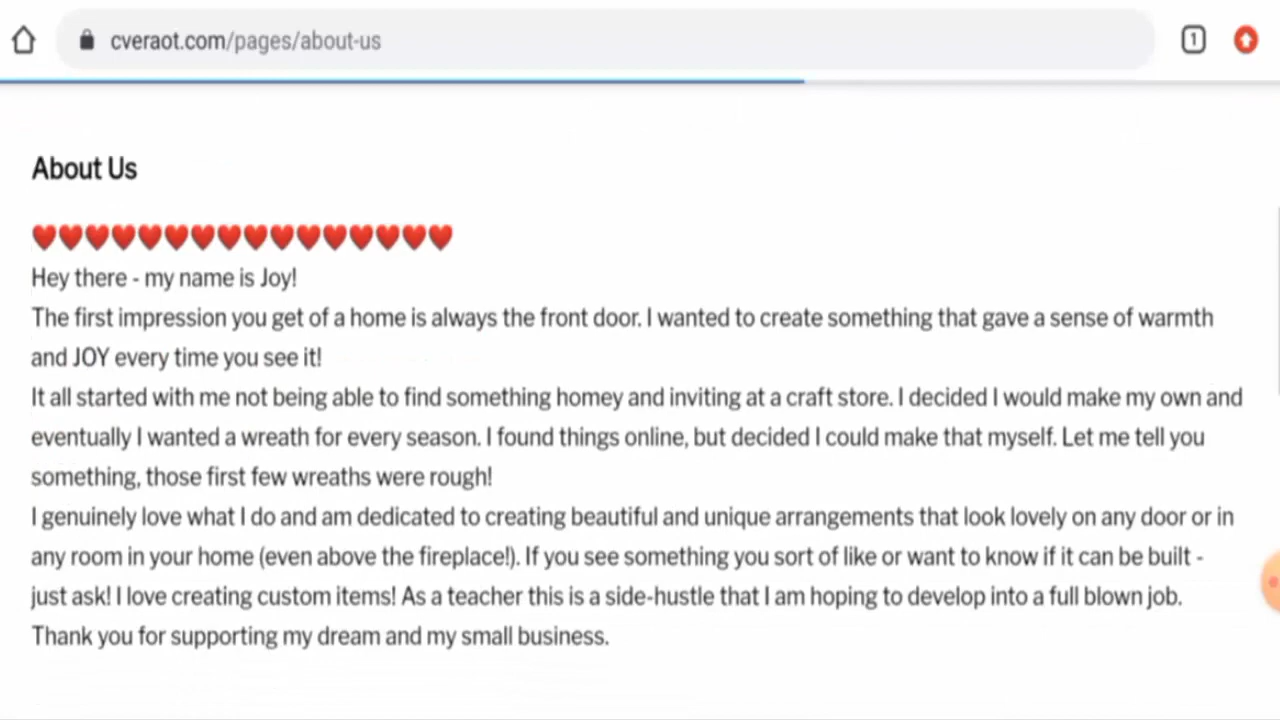 cveraot.com/pages/about-us
1
About Us
Hey there - my name is Joy!
The first impression you get of a home is always the front door. I wanted to create something that gave a sense of warmth
and JOY every time you see it!
It all started with me not being able to find something homey and inviting at a craft store. I decided I would make my own and
eventually I wanted a wreath for every season. I found things online, but decided I could make that myself. Let me tell you
something, those first few wreaths were rough!
I genuinely love what I do and am dedicated to creating beautiful and unique arrangements that look lovely on any door or in
any room in your home (even above the fireplace!). If you see something you sort of like or want to know if it can be built -
just ask! I love creating custom items! As a teacher this is a side-hustle that I am hoping to develop into a full blown job.
Thank you for supporting my dream and my small business.